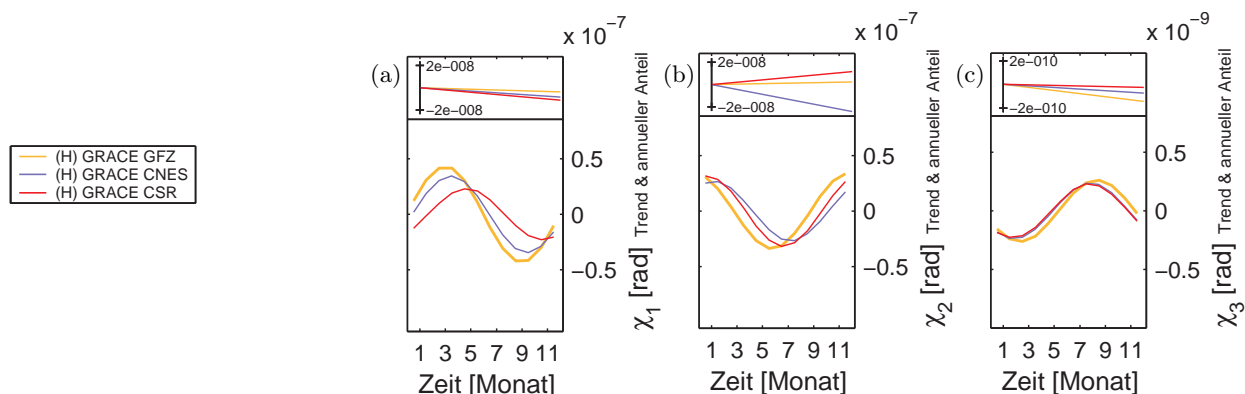 (H) GRACE GFZ
(H) GRACE CNES
(H) GRACE CSR
(a)
x 10⁻⁷
2e−008
−2e−008
0.5
0
−0.5
χ₁ [rad] Trend & annueller Anteil
1 3 5 7 9 11
Zeit [Monat]
(b)
x 10⁻⁷
2e−008
−2e−008
0.5
0
−0.5
χ₂ [rad] Trend & annueller Anteil
1 3 5 7 9 11
Zeit [Monat]
(c)
x 10⁻⁹
2e−010
−2e−010
0.5
0
−0.5
χ₃ [rad] Trend & annueller Anteil
1 3 5 7 9 11
Zeit [Monat]